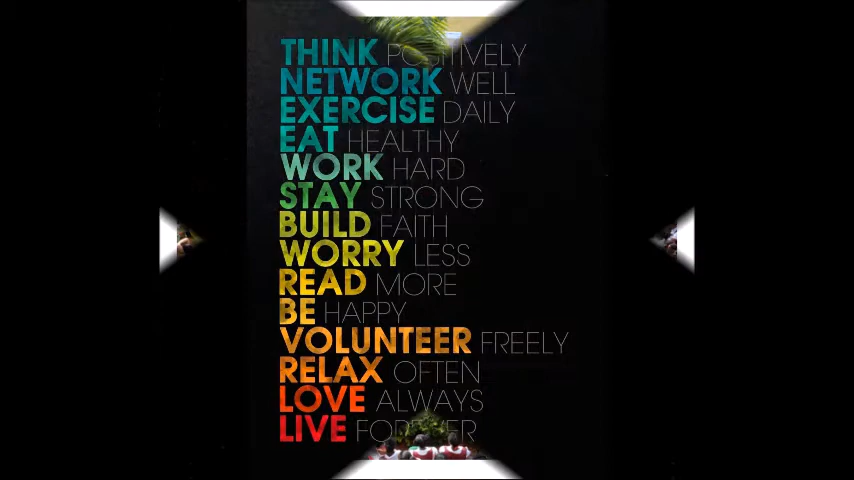 THINK POSITIVELY
NETWORK WELL
EXERCISE DAILY
EAT HEALTHY
WORK HARD
STAY STRONG
BUILD FAITH
WORRY LESS
READ MORE
BE HAPPY
VOLUNTEER FREELY
RELAX OFTEN
LOVE ALWAYS
LIVE FOREVER